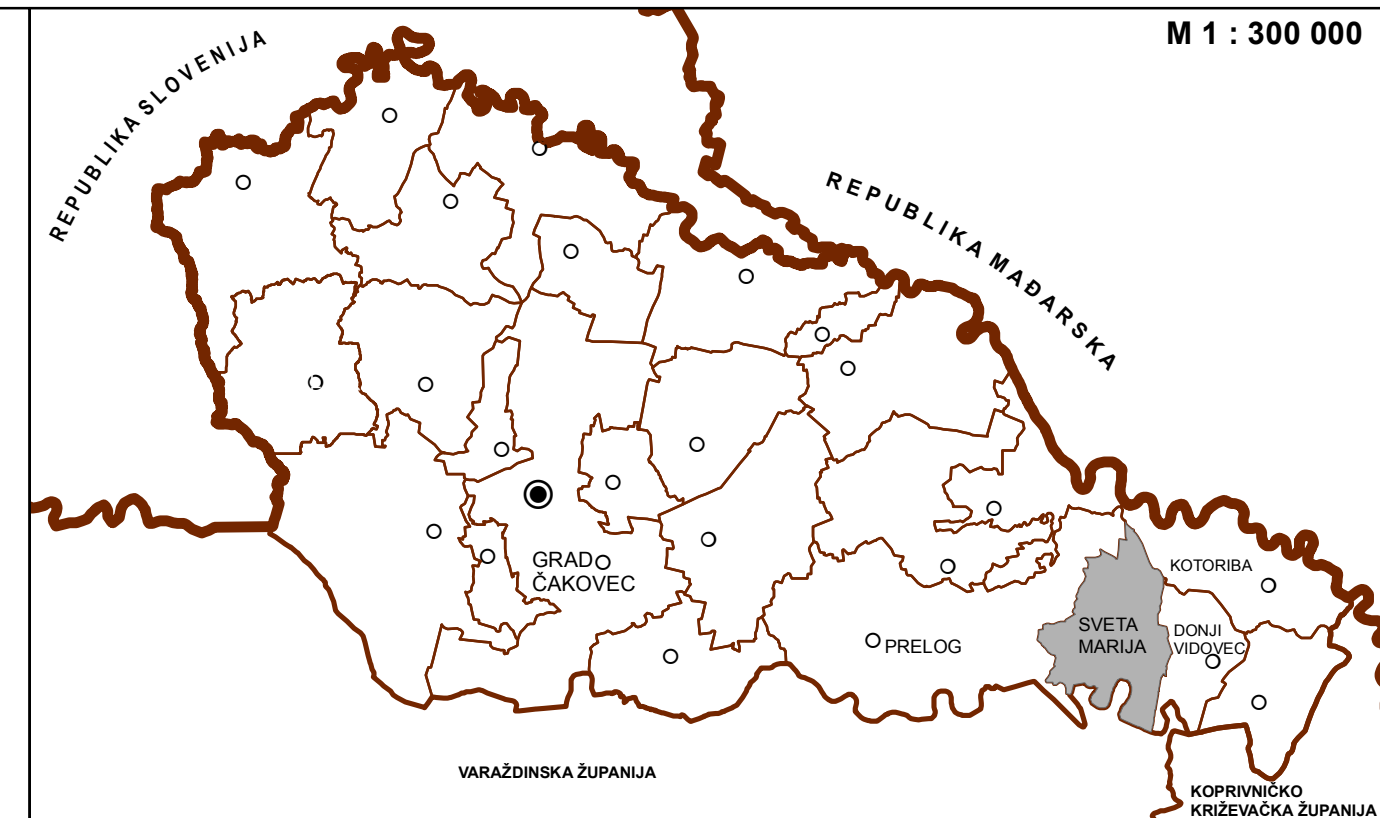 M 1 : 300 000
REPUBLIKA SLOVENIJA
REPUBLIKA MAĐARSKA
GRAD
ČAKOVEC
KOTORIBA
SVETA
MARIJA
DONJI
VIDOVEC
PRELOG
VARAŽDINSKA ŽUPANIJA
KOPRIVNIČKO
KRIŽEVAČKA ŽUPANIJA